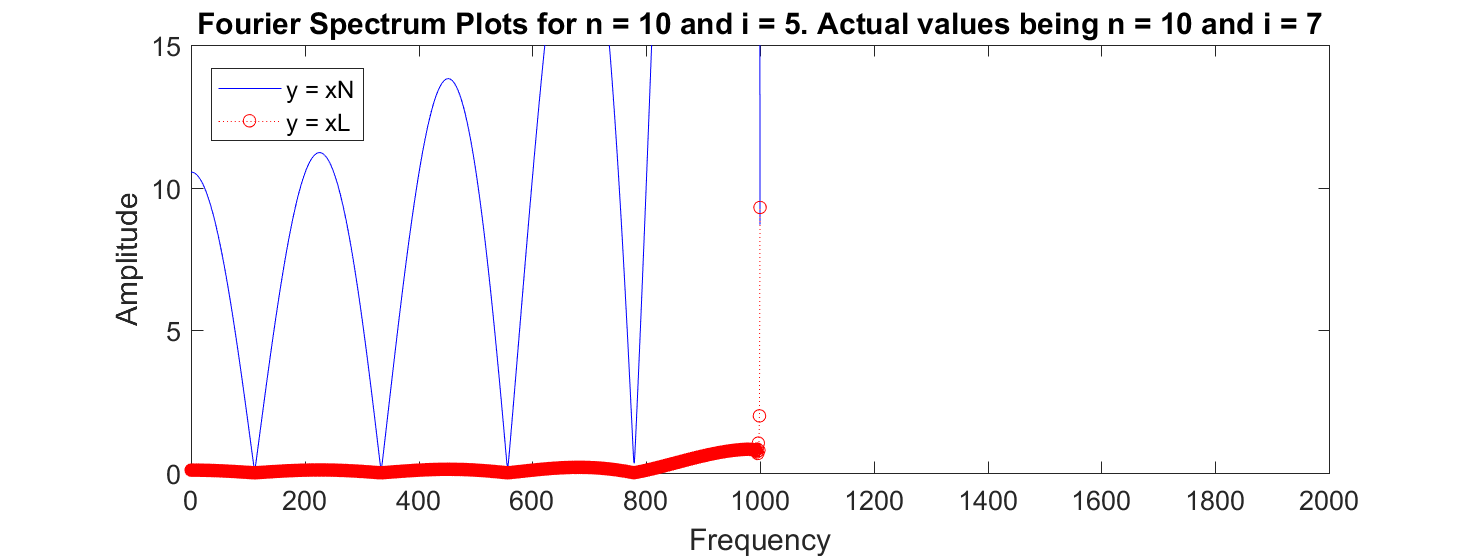 Fourier Spectrum Plots for n = 10 and i = 5. Actual values being n = 10 and i = 7
15
y = xN
y = xL
10
Amplitude
5
0
0 200 400 600 800 1000 1200 1400 1600 1800 2000
Frequency